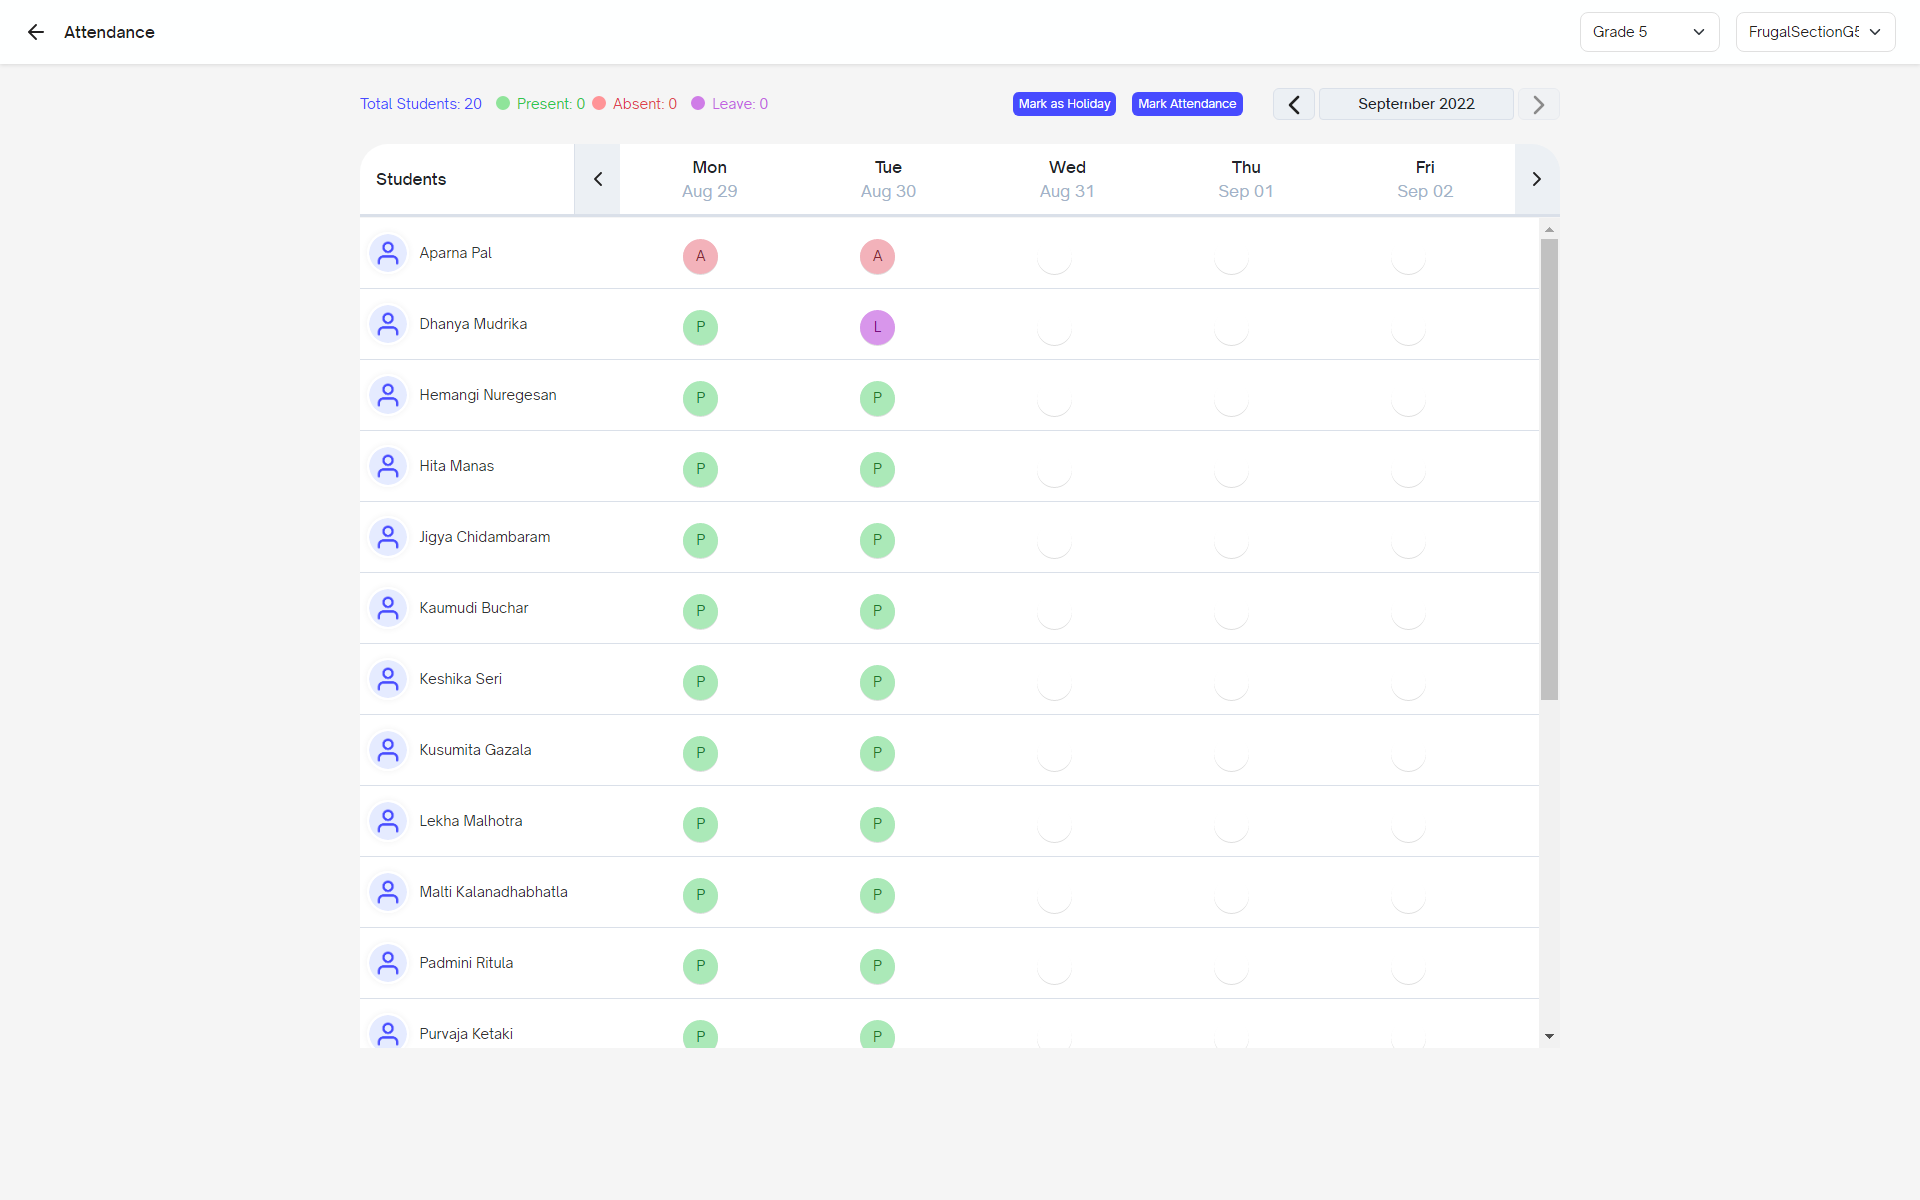 Attendance
Grade 5
FrugalSectionG5
Total Students: 20 Present: 0 Absent: 0 Leave: 0
Mark as Holiday
Mark Attendance
September 2022
Students
Mon Tue Wed Thu Fri
Aug 29 Aug 30 Aug 31 Sep 01 Sep 02
Aparna Pal A A
Dhanya Mudrika P L
Hemangi Nuregesan P P
Hita Manas P P
Jigya Chidambaram P P
Kaumudi Buchar P P
Keshika Seri P P
Kusumita Gazala P P
Lekha Malhotra P P
Malti Kalanadhabhatla P P
Padmini Ritula P P
Purvaja Ketaki P P